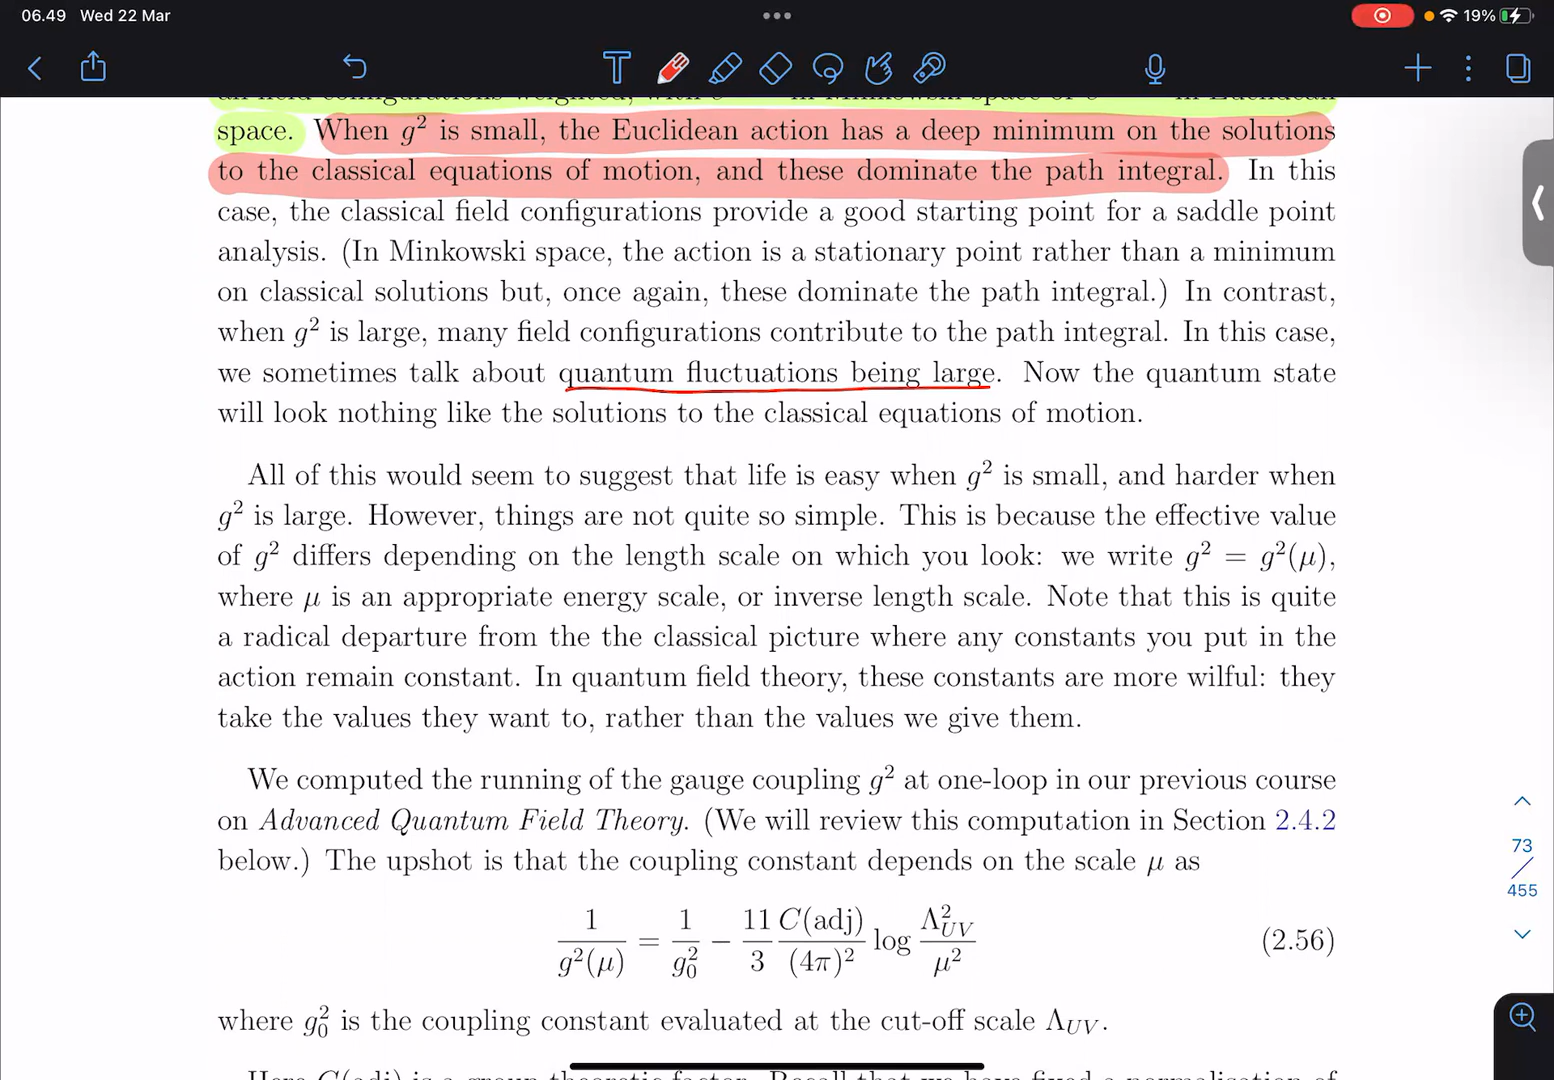 06.49 Wed 22 Mar
19%
space. When g² is small, the Euclidean action has a deep minimum on the solutions
to the classical equations of motion, and these dominate the path integral. In this
case, the classical field configurations provide a good starting point for a saddle point
analysis. (In Minkowski space, the action is a stationary point rather than a minimum
on classical solutions but, once again, these dominate the path integral.) In contrast,
when g² is large, many field configurations contribute to the path integral. In this case,
we sometimes talk about quantum fluctuations being large. Now the quantum state
will look nothing like the solutions to the classical equations of motion.
All of this would seem to suggest that life is easy when g² is small, and harder when
g² is large. However, things are not quite so simple. This is because the effective value
of g² differs depending on the length scale on which you look: we write g² = g²(μ),
where μ is an appropriate energy scale, or inverse length scale. Note that this is quite
a radical departure from the the classical picture where any constants you put in the
action remain constant. In quantum field theory, these constants are more wilful: they
take the values they want to, rather than the values we give them.
We computed the running of the gauge coupling g² at one-loop in our previous course
on Advanced Quantum Field Theory. (We will review this computation in Section 2.4.2
below.) The upshot is that the coupling constant depends on the scale μ as
1/g²(μ) = 1/g₀² − 11/3 C(adj)/(4π)² log Λ²_UV/μ² (2.56)
where g₀² is the coupling constant evaluated at the cut-off scale Λ_UV.
73
/
455